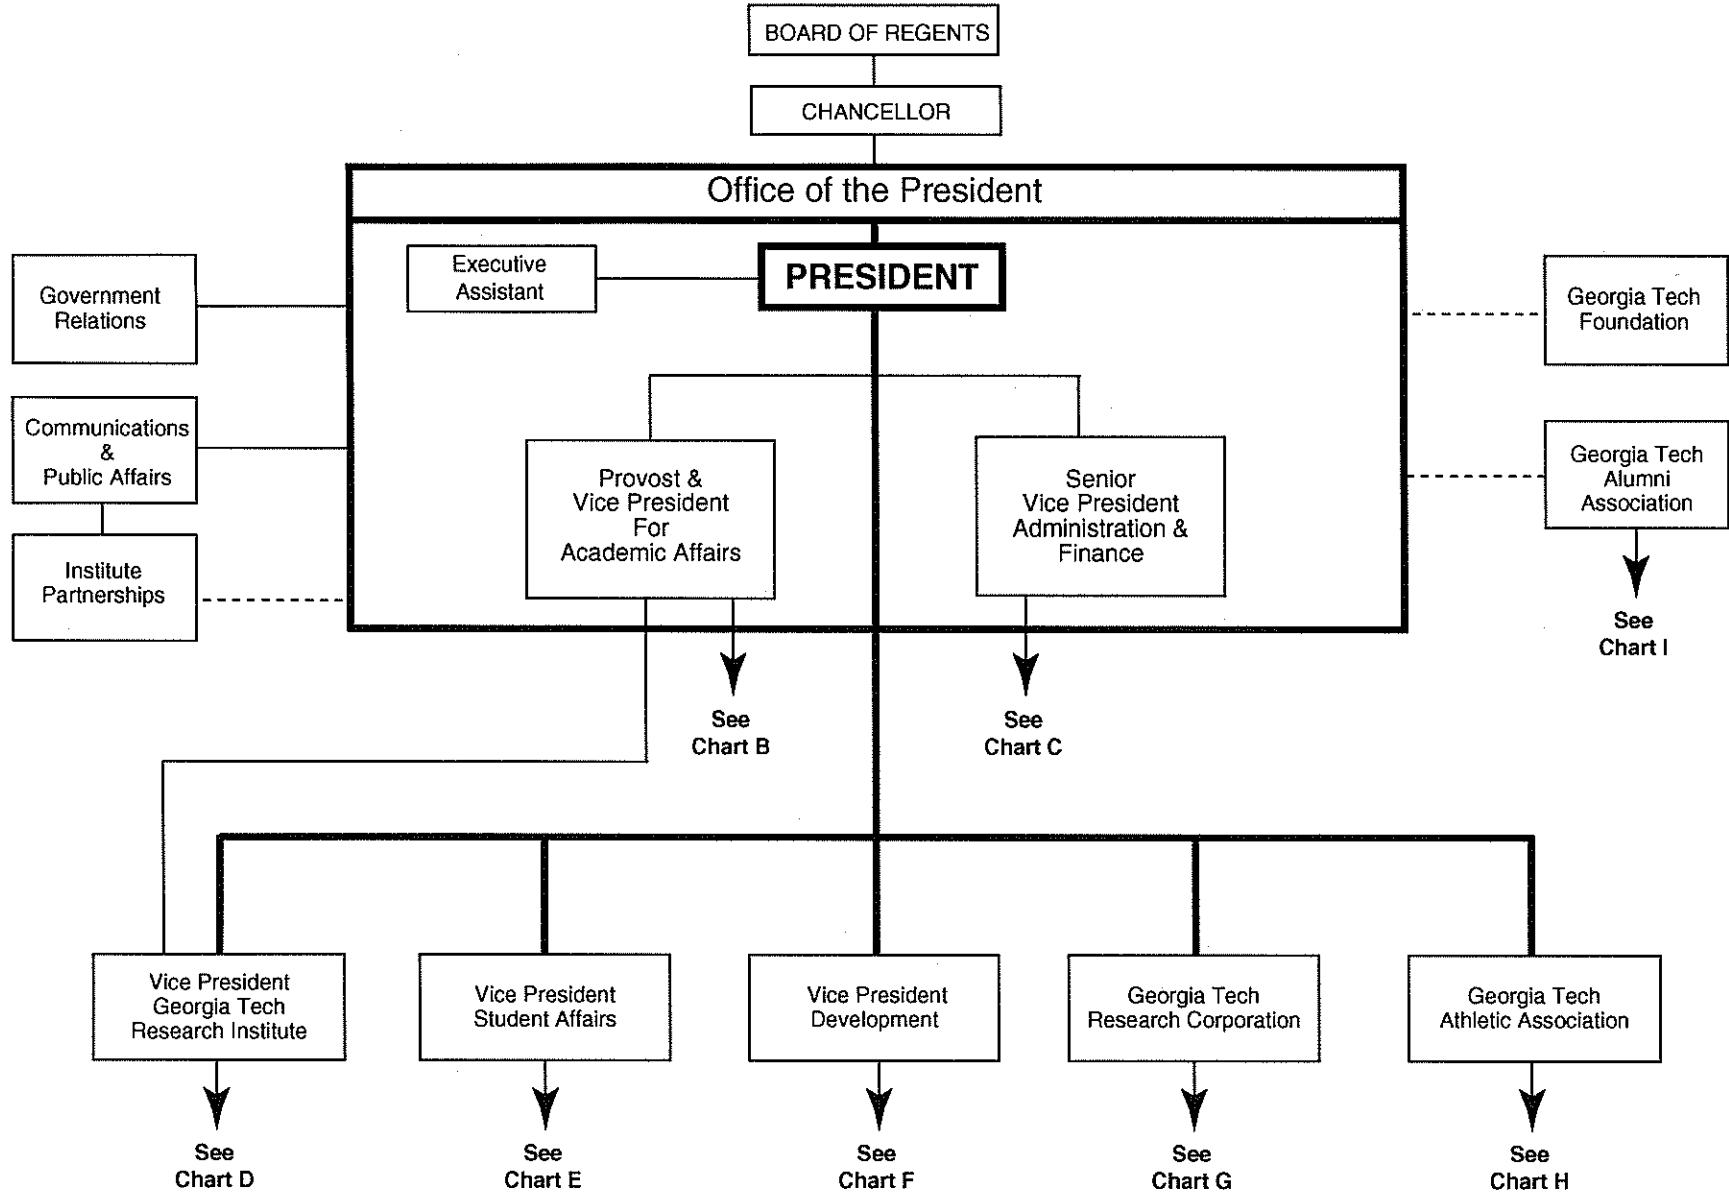 BOARD OF REGENTS
CHANCELLOR
Office of the President
Executive
Assistant
PRESIDENT
Government
Relations
Georgia Tech
Foundation
Communications
&
Public Affairs
Georgia Tech
Alumni
Association
Provost &
Vice President
For
Academic Affairs
Senior
Vice President
Administration &
Finance
Institute
Partnerships
See
Chart I
See
Chart B
See
Chart C
Vice President
Georgia Tech
Research Institute
Vice President
Student Affairs
Vice President
Development
Georgia Tech
Research Corporation
Georgia Tech
Athletic Association
See
Chart D
See
Chart E
See
Chart F
See
Chart G
See
Chart H